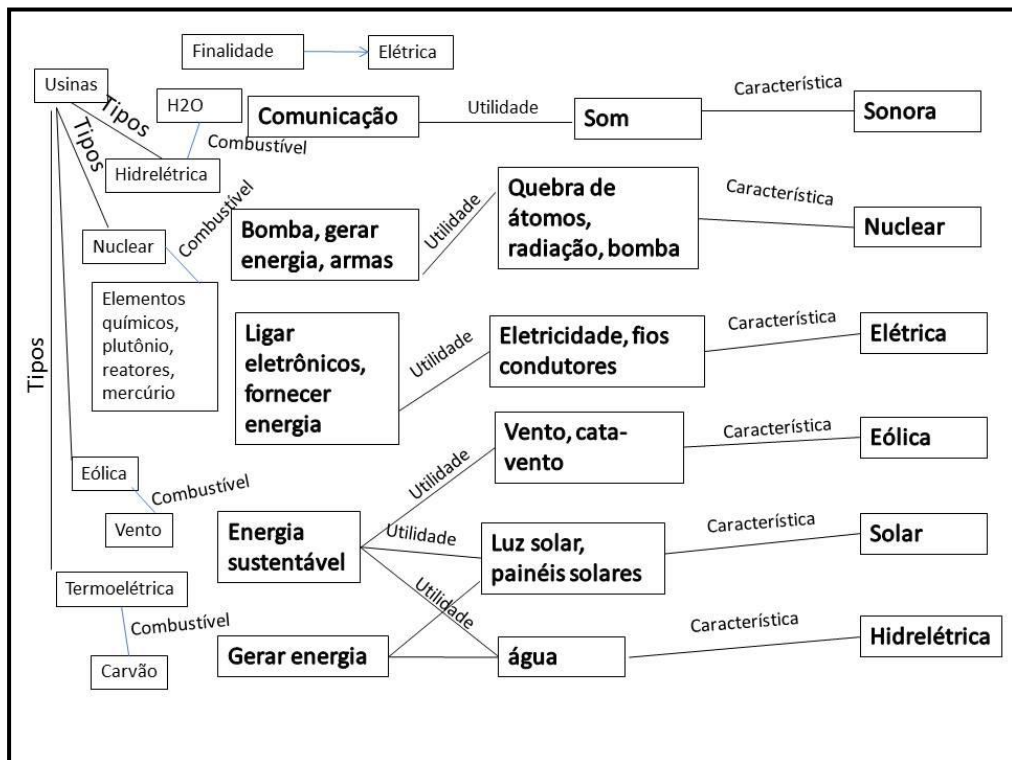 Finalidade
Elétrica
Usinas
Tipos
Tipos
Tipos
H2O
Combustível
Hidrelétrica
Comunicação
Utilidade
Som
Característica
Sonora
Nuclear
Combustível
Elementos
químicos,
plutônio,
reatores,
mercúrio
Bomba, gerar
energia, armas
Utilidade
Quebra de
átomos,
radiação, bomba
Característica
Nuclear
Ligar
eletrônicos,
fornecer
energia
Utilidade
Eletricidade, fios
condutores
Característica
Elétrica
Eólica
Combustível
Vento
Utilidade
Vento, cata-
vento
Característica
Eólica
Energia
sustentável
Utilidade
Luz solar,
painéis solares
Característica
Solar
Termoelétrica
Combustível
Carvão
Gerar energia
Utilidade
água
Característica
Hidrelétrica